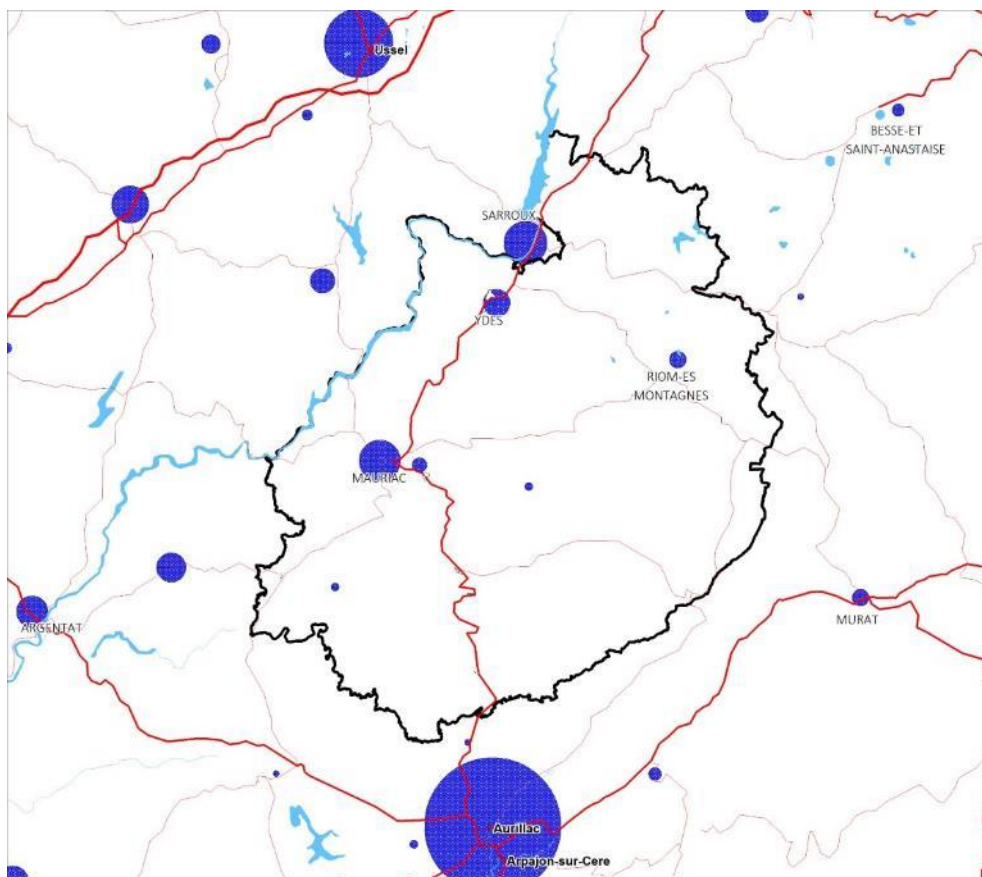 Ussel
BESSE-ET
SAINT-ANASTAISE
SARROUX
YDES
RIOM-ES
MONTAGNES
MAURIAC
ARGENTAT
MURAT
Aurillac
Arpajon-sur-Cere